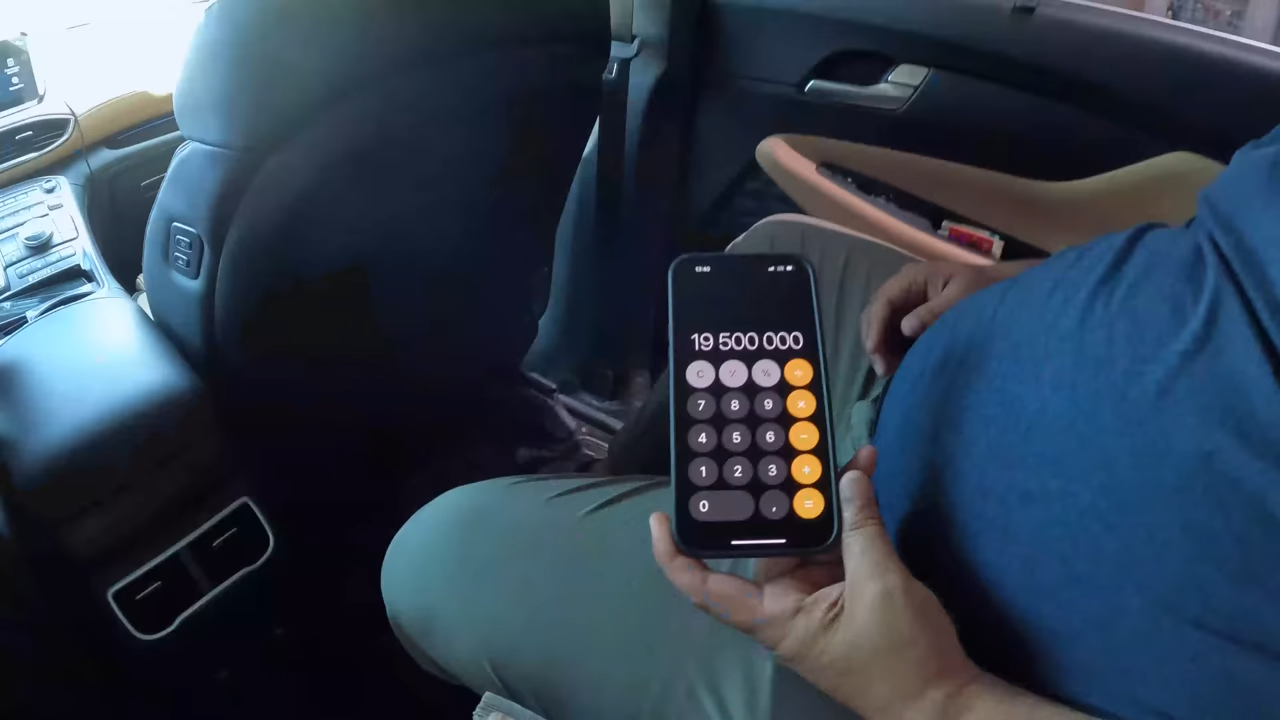 19 500 000
C
7 8 9 ×
4 5 6 −
1 2 3 +
0 , =